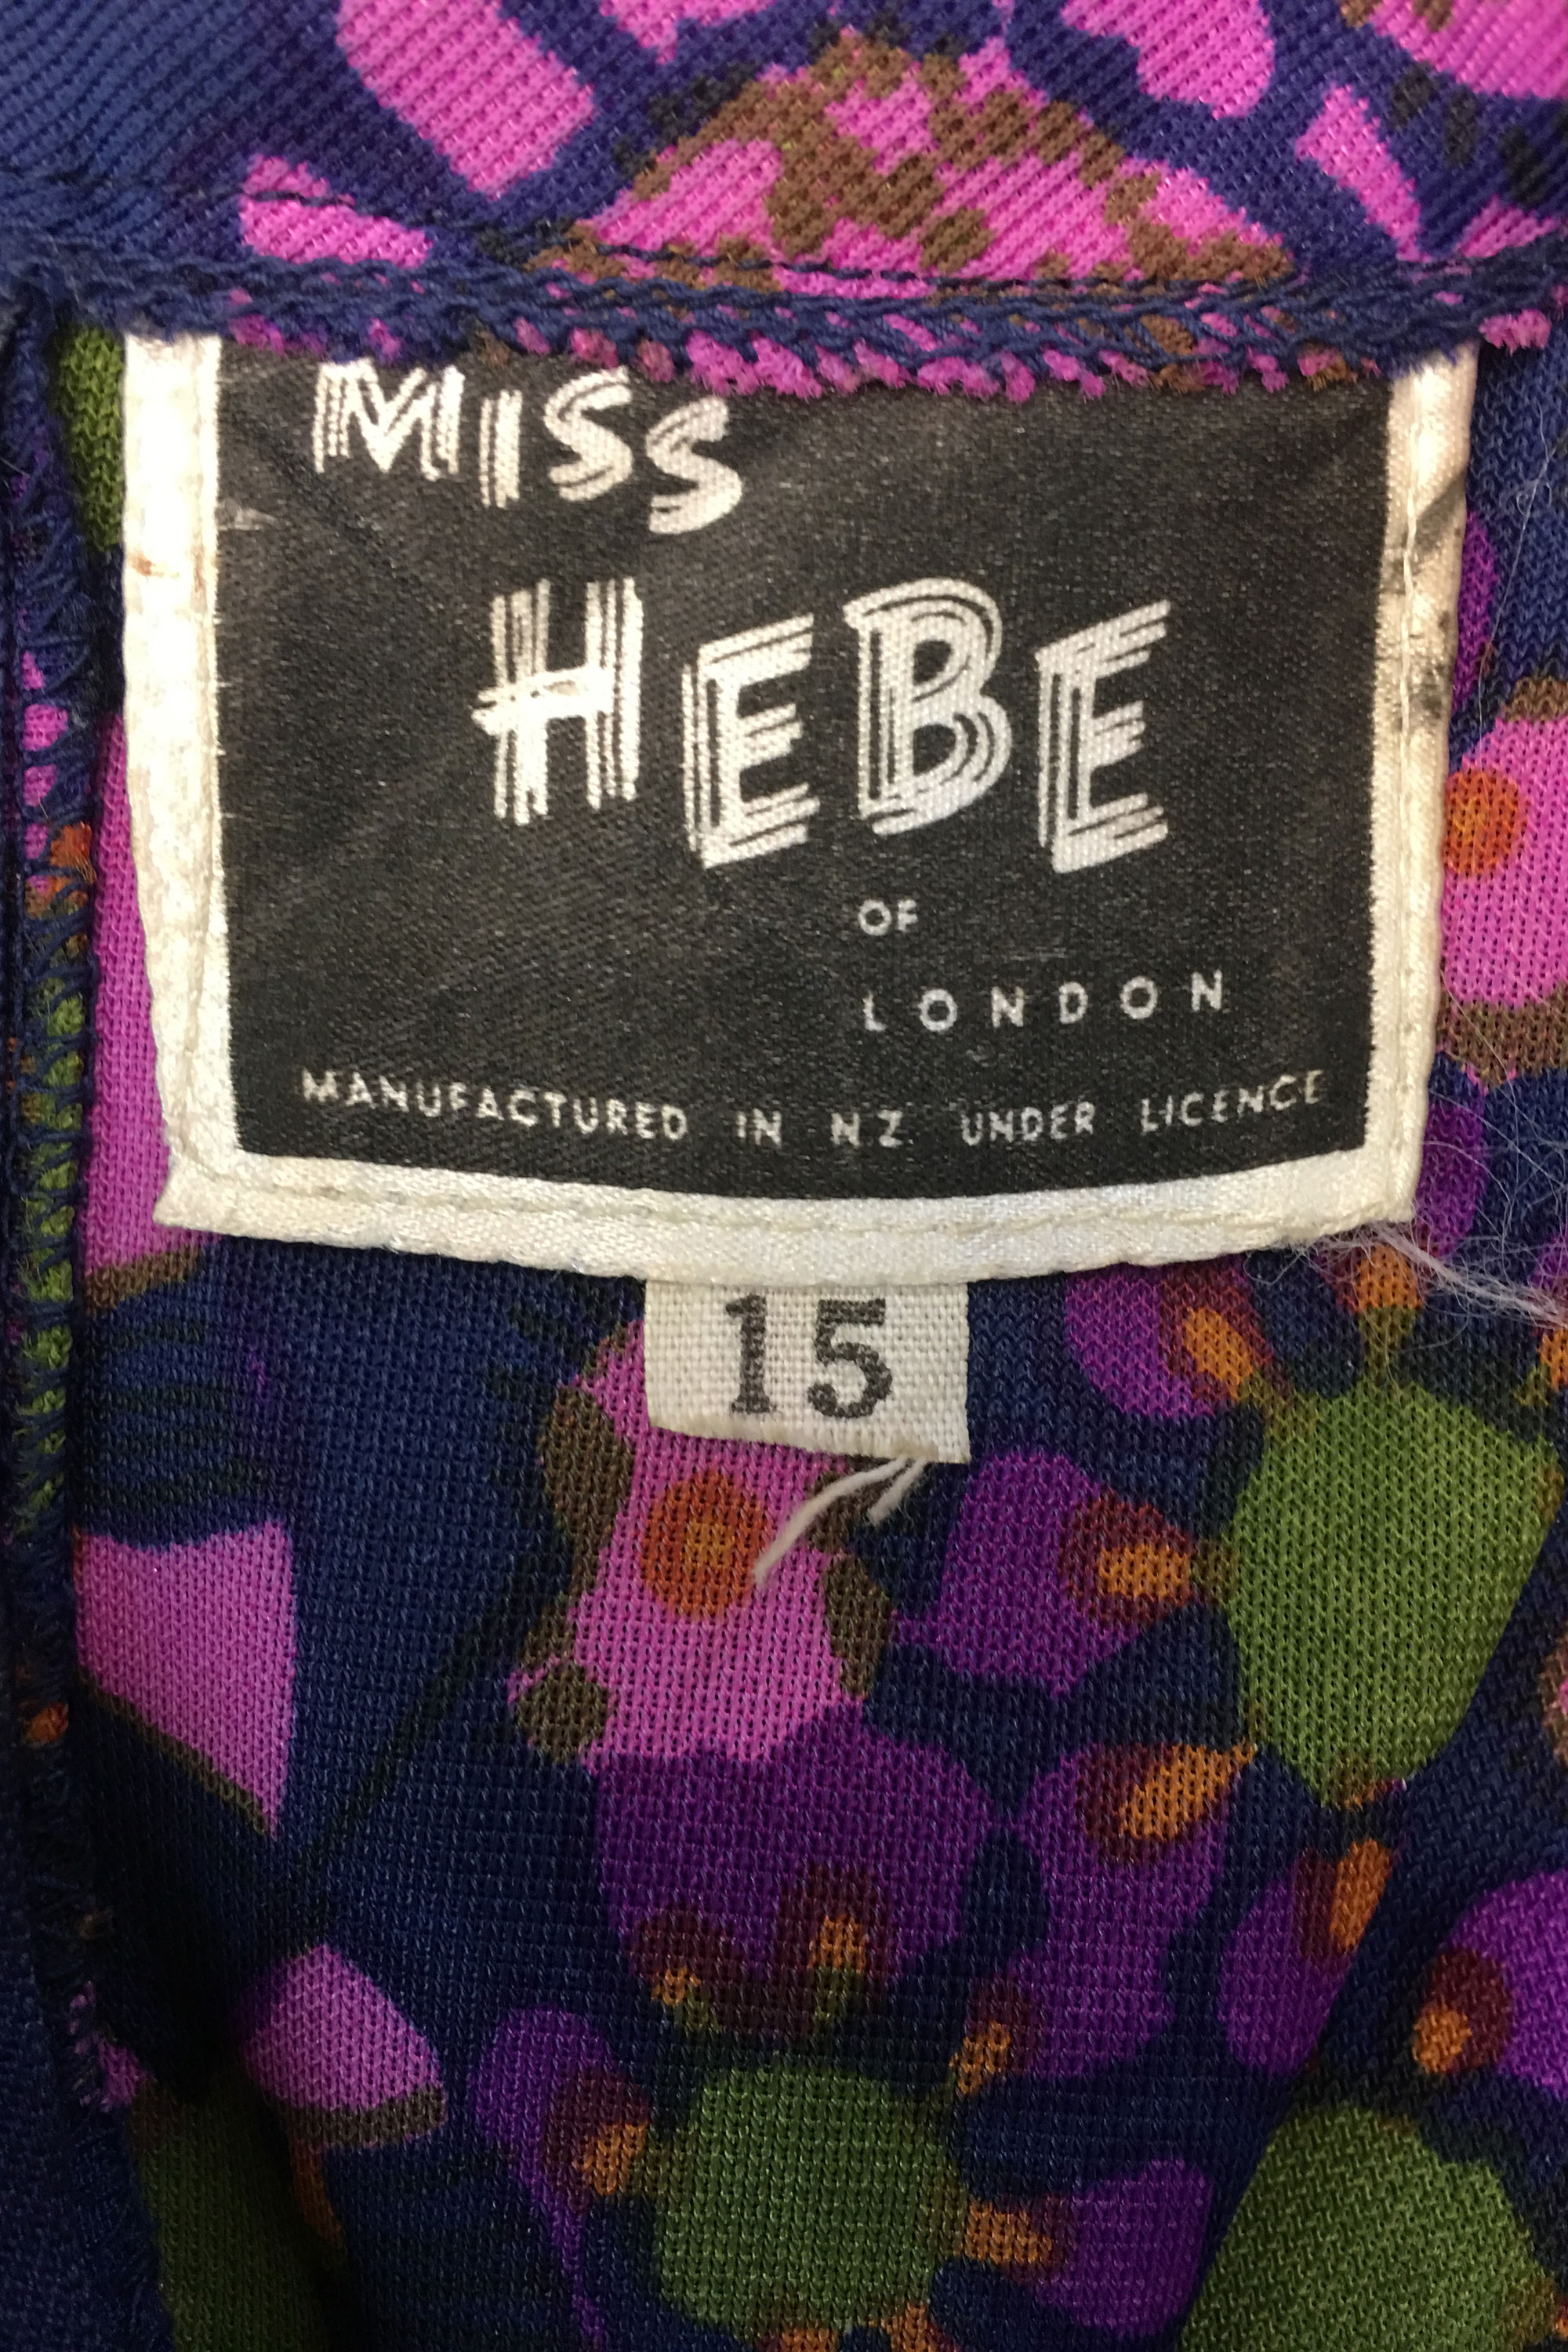 MISS
HEBE
OF
LONDON
MANUFACTURED IN N.Z. UNDER LICENCE
15